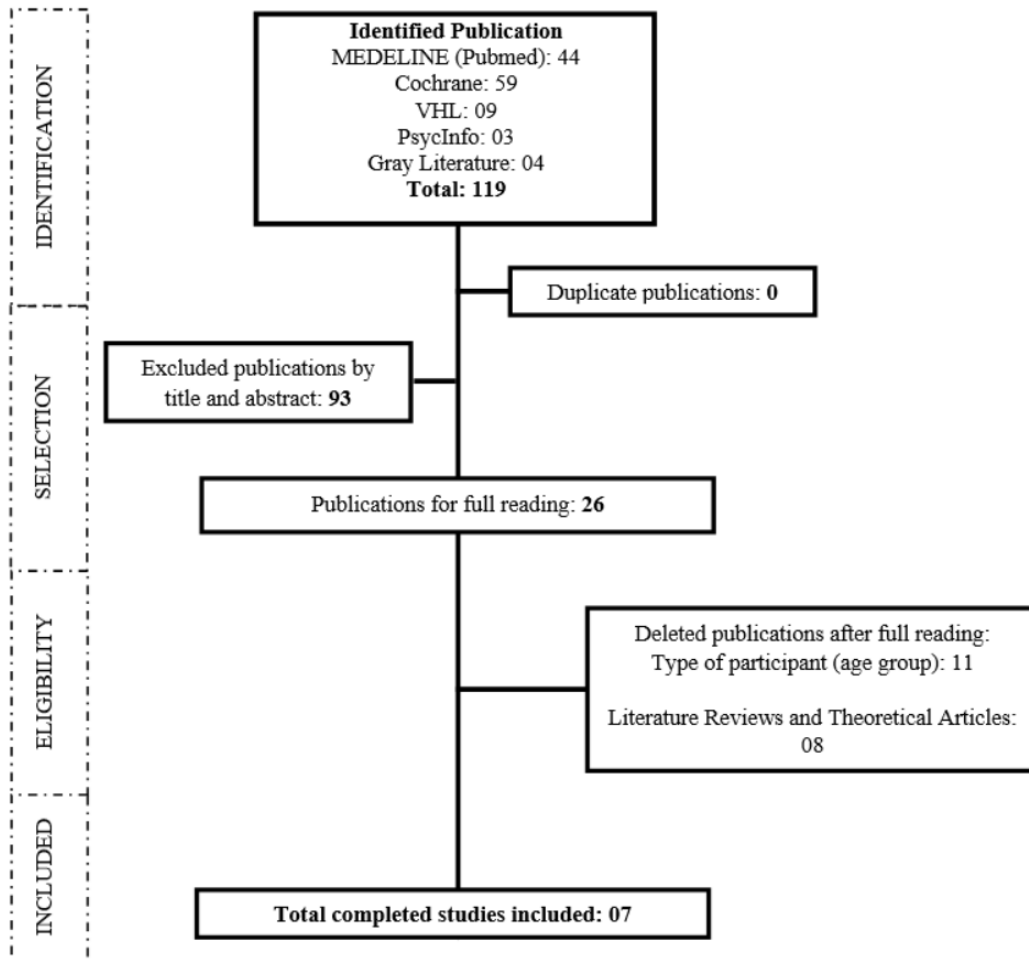 IDENTIFICATION
Identified Publication
MEDELINE (Pubmed): 44
Cochrane: 59
VHL: 09
PsycInfo: 03
Gray Literature: 04
Total: 119
Duplicate publications: 0
SELECTION
Excluded publications by
title and abstract: 93
Publications for full reading: 26
ELIGIBILITY
Deleted publications after full reading:
Type of participant (age group): 11
Literature Reviews and Theoretical Articles:
08
INCLUDED
Total completed studies included: 07